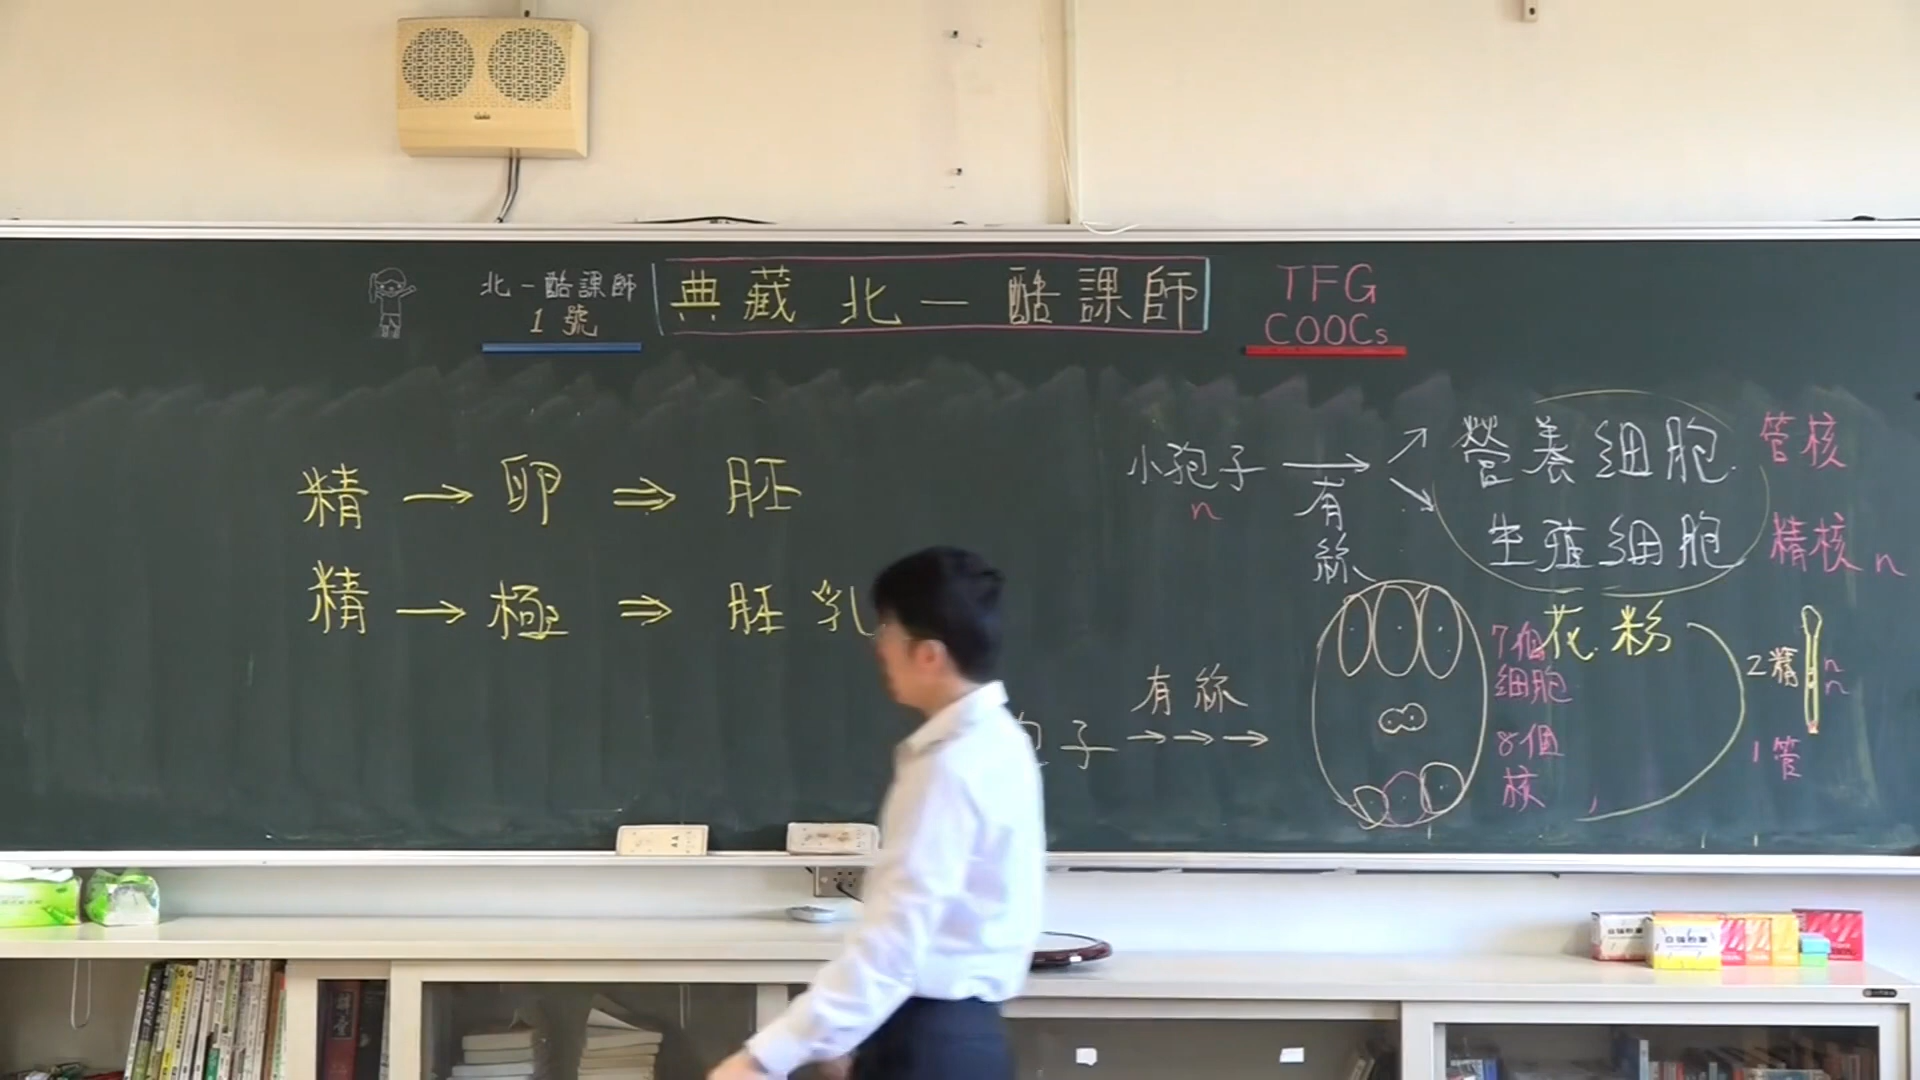 北一酷課師
1號
典藏 北一酷課師
TFG
COOCs
精→卵⇒胚
精→極⇒胚乳
小孢子 → 營養細胞 管核
n 有絲 生殖細胞 精核 n
花粉
7個細胞
8個核
2精 n n
1管
子 有絲 →→→